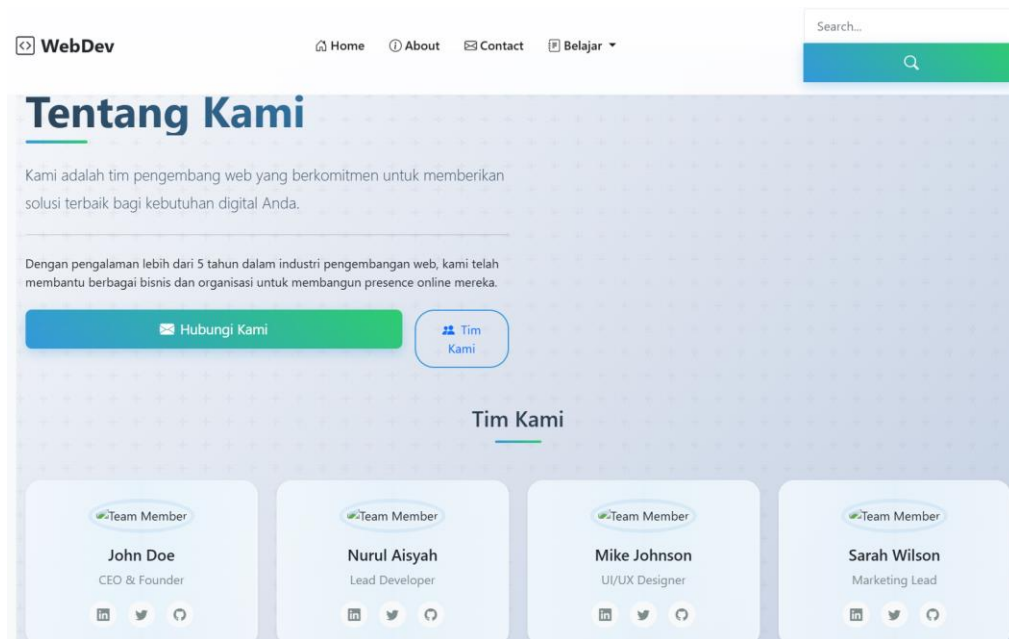 WebDev
Home About Contact Belajar
Search...
Tentang Kami
Kami adalah tim pengembang web yang berkomitmen untuk memberikan
solusi terbaik bagi kebutuhan digital Anda.
Dengan pengalaman lebih dari 5 tahun dalam industri pengembangan web, kami telah
membantu berbagai bisnis dan organisasi untuk membangun presence online mereka.
Hubungi Kami
Tim
Kami
Tim Kami
Team Member
John Doe
CEO & Founder
Team Member
Nurul Aisyah
Lead Developer
Team Member
Mike Johnson
UI/UX Designer
Team Member
Sarah Wilson
Marketing Lead